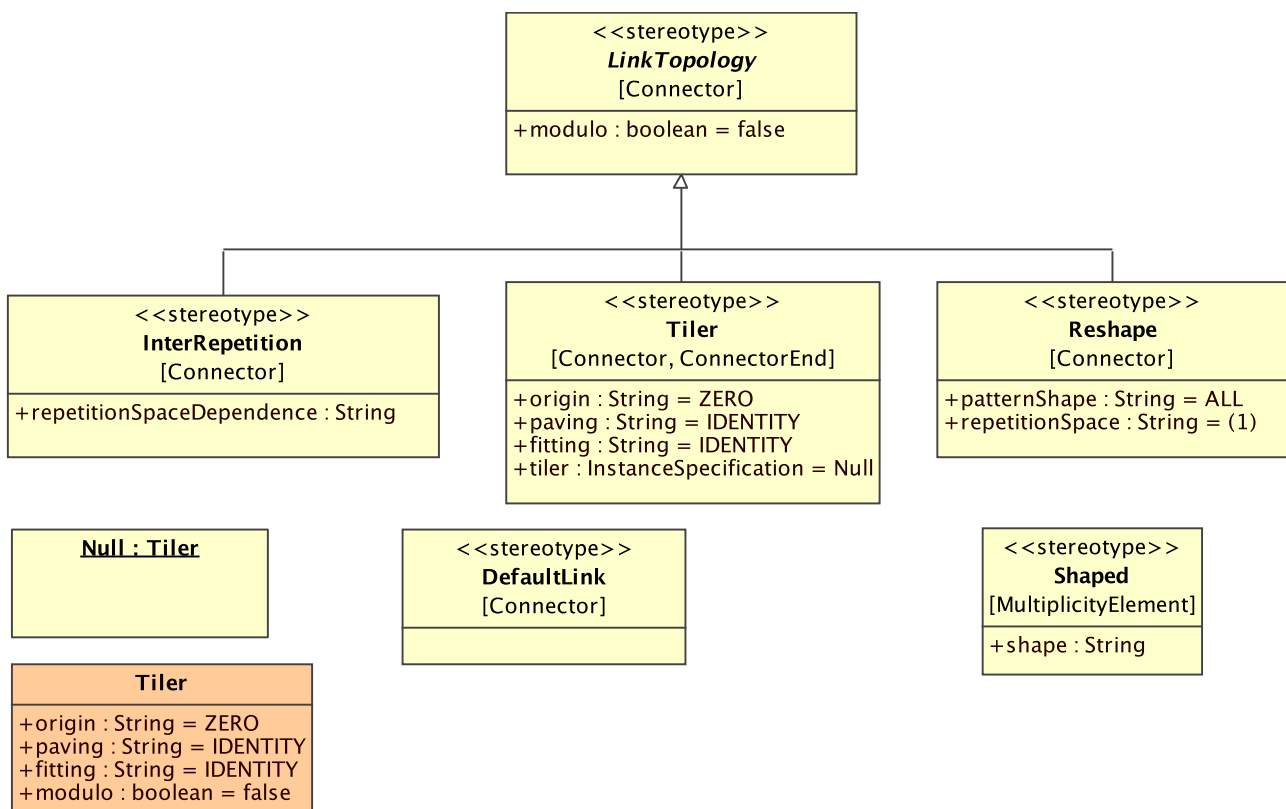 <<stereotype>>
LinkTopology
[Connector]
+modulo : boolean = false
<<stereotype>>
InterRepetition
[Connector]
+repetitionSpaceDependence : String
<<stereotype>>
Tiler
[Connector, ConnectorEnd]
+origin : String = ZERO
+paving : String = IDENTITY
+fitting : String = IDENTITY
+tiler : InstanceSpecification = Null
<<stereotype>>
Reshape
[Connector]
+patternShape : String = ALL
+repetitionSpace : String = (1)
Null : Tiler
<<stereotype>>
DefaultLink
[Connector]
<<stereotype>>
Shaped
[MultiplicityElement]
+shape : String
Tiler
+origin : String = ZERO
+paving : String = IDENTITY
+fitting : String = IDENTITY
+modulo : boolean = false